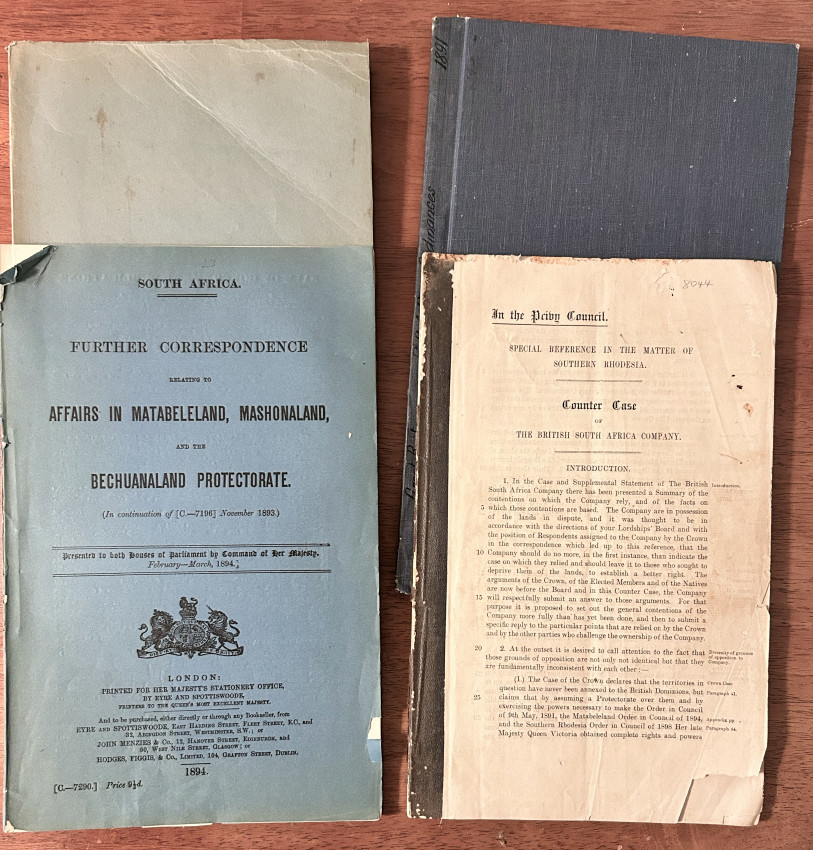 SOUTH AFRICA.
FURTHER CORRESPONDENCE
RELATING TO
AFFAIRS IN MATABELELAND, MASHONALAND,
AND THE
BECHUANALAND PROTECTORATE.
(In continuation of [C.—7196] November 1893.)
Presented to both Houses of Parliament by Command of Her Majesty.
February—March, 1894.
LONDON:
PRINTED FOR HER MAJESTY'S STATIONERY OFFICE,
BY EYRE AND SPOTTISWOODE,
PRINTERS TO THE QUEEN'S MOST EXCELLENT MAJESTY.
And to be purchased, either directly or through any Bookseller, from
EYRE AND SPOTTISWOODE, EAST HARDING STREET, FLEET STREET, E.C., and
32, ABINGDON STREET, WESTMINSTER, S.W.; or
JOHN MENZIES & Co., 12, HANOVER STREET, EDINBURGH, and
90, WEST NILE STREET, GLASGOW; or
HODGES, FIGGIS, & Co., LIMITED, 104, GRAFTON STREET, DUBLIN.
1894.
[C.—7290.] Price 9½d.
1891
8044
In the Privy Council.
SPECIAL REFERENCE IN THE MATTER OF
SOUTHERN RHODESIA.
Counter Case
OF
THE BRITISH SOUTH AFRICA COMPANY.
INTRODUCTION.
1. In the Case and Supplemental Statement of The British Introduction.
South Africa Company there has been presented a Summary of the
contentions on which the Company rely, and of the facts on
5 which those contentions are based. The Company are in possession
of the lands in dispute, and it was thought to be in
accordance with the directions of your Lordships' Board and with
the position of Respondents assigned to the Company by the Crown
in the correspondence which led up to this reference, that the
10 Company should do no more, in the first instance, than indicate the
case on which they relied and should leave it to those who sought to
deprive them of the lands, to establish a better right. The
arguments of the Crown, of the Elected Members and of the Natives
are now before the Board and in this Counter Case, the Company
15 will respectfully submit an answer to those arguments. For that
purpose it is proposed to set out the general contentions of the
Company more fully than has yet been done, and then to submit a
specific reply to the particular points that are relied on by the Crown
and by the other parties who challenge the ownership of the Company.
20 2. At the outset it is desired to call attention to the fact that Diversity of grounds
those grounds of opposition are not only not identical but that they of opposition to
are fundamentally inconsistent with each other:— Company.
(1.) The Case of the Crown declares that the territories in Crown Case
question have never been annexed to the British Dominions, but Paragraph 41.
25 claims that by assuming a Protectorate over them and by
exercising the powers necessary to make the Order in Council
of 9th May, 1891, the Matabeleland Order in Council of 1894, Appendix pp.
and the Southern Rhodesia Order in Council of 1898 Her late Paragraph 44.
Majesty Queen Victoria obtained complete rights and powers